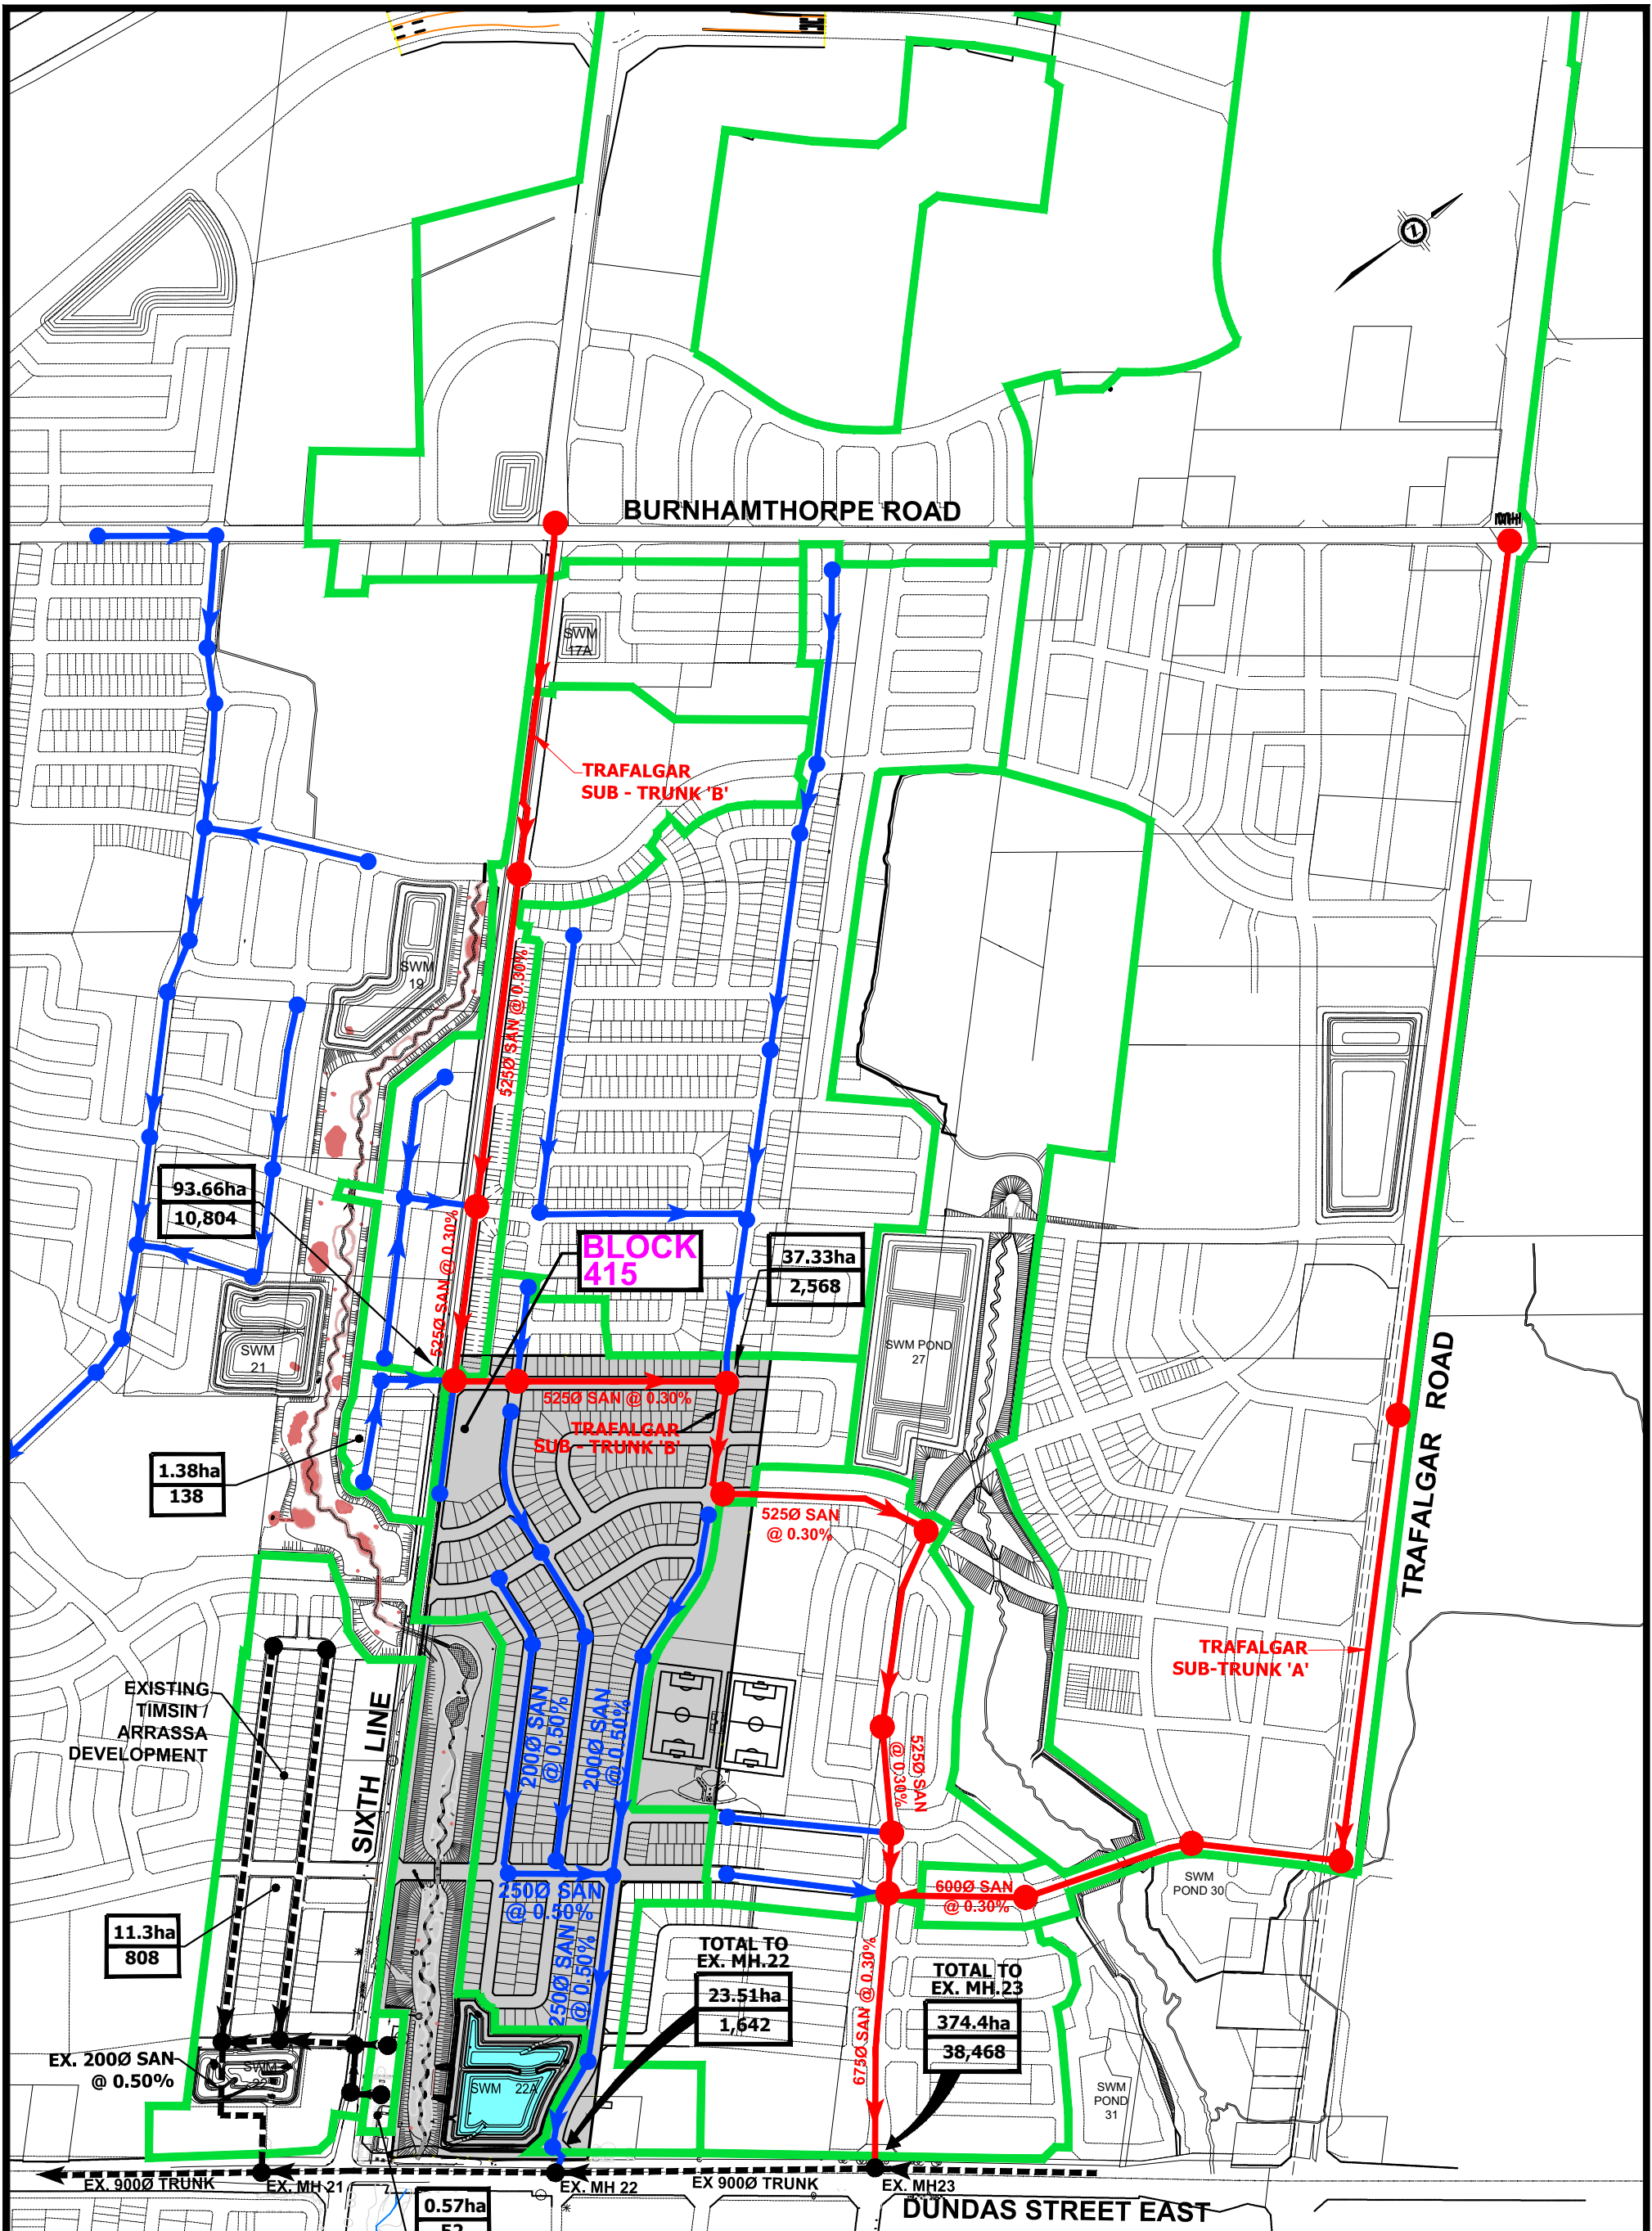 Z
BURNHAMTHORPE ROAD
SWM
17A
TRAFALGAR
SUB - TRUNK 'B'
SWM
19
525Ø SAN @ 0.30%
93.66ha
10,804
525Ø SAN @ 0.30%
BLOCK
415
37.33ha
2,568
SWM
21
SWM POND
27
525Ø SAN @ 0.30%
TRAFALGAR
SUB - TRUNK 'B'
TRAFALGAR ROAD
1.38ha
138
525Ø SAN
@ 0.30%
TRAFALGAR
SUB-TRUNK 'A'
EXISTING
TIMSIN /
ARRASSA
DEVELOPMENT
SIXTH LINE
200Ø SAN
@ 0.50%
200Ø SAN
@ 0.50%
525Ø SAN
@ 0.30%
250Ø SAN
@ 0.50%
600Ø SAN
@ 0.30%
SWM
POND 30
11.3ha
808
250Ø SAN
@ 0.50%
TOTAL TO
EX. MH.22
23.51ha
1,642
675Ø SAN @ 0.30%
TOTAL TO
EX. MH.23
374.4ha
38,468
EX. 200Ø SAN
@ 0.50%
SWM
SWM 22A
SWM
POND
31
EX. 900Ø TRUNK
EX. MH 21
EX. MH 22
EX 900Ø TRUNK
EX. MH23
DUNDAS STREET EAST
0.57ha
52